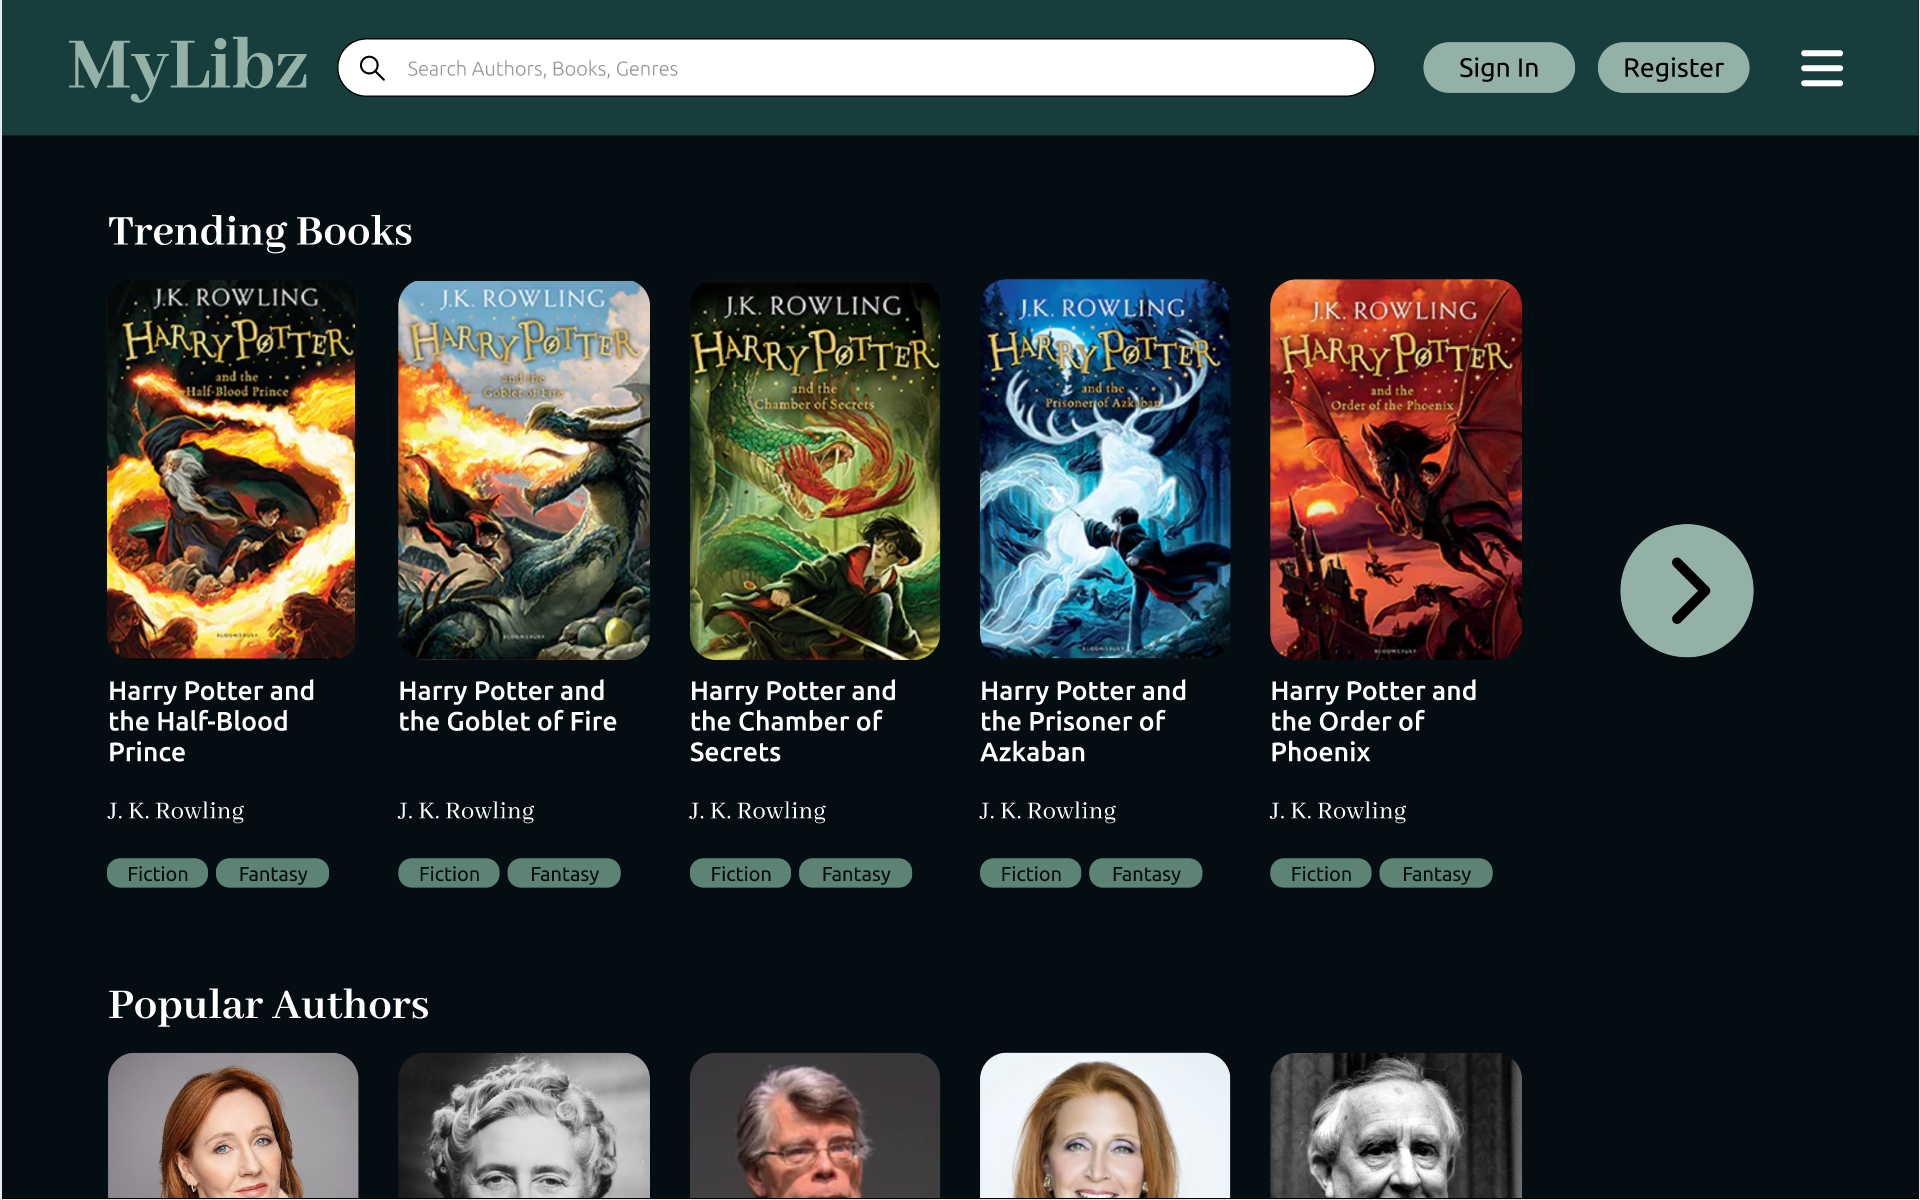 MyLibz
Search Authors, Books, Genres
Sign In
Register
Trending Books
J.K. ROWLING
HARRY POTTER
and the
Half-Blood Prince
BLOOMSBURY
J.K. ROWLING
HARRY POTTER
and the
Goblet of Fire
BLOOMSBURY
J.K. ROWLING
HARRY POTTER
and the
Chamber of Secrets
J.K. ROWLING
HARRY POTTER
and the
Prisoner of Azkaban
BLOOMSBURY
J.K. ROWLING
HARRY POTTER
and the
Order of the Phoenix
BLOOMSBURY
Harry Potter and
the Half-Blood
Prince
J. K. Rowling
Fiction
Fantasy
Harry Potter and
the Goblet of Fire
J. K. Rowling
Fiction
Fantasy
Harry Potter and
the Chamber of
Secrets
J. K. Rowling
Fiction
Fantasy
Harry Potter and
the Prisoner of
Azkaban
J. K. Rowling
Fiction
Fantasy
Harry Potter and
the Order of
Phoenix
J. K. Rowling
Fiction
Fantasy
Popular Authors